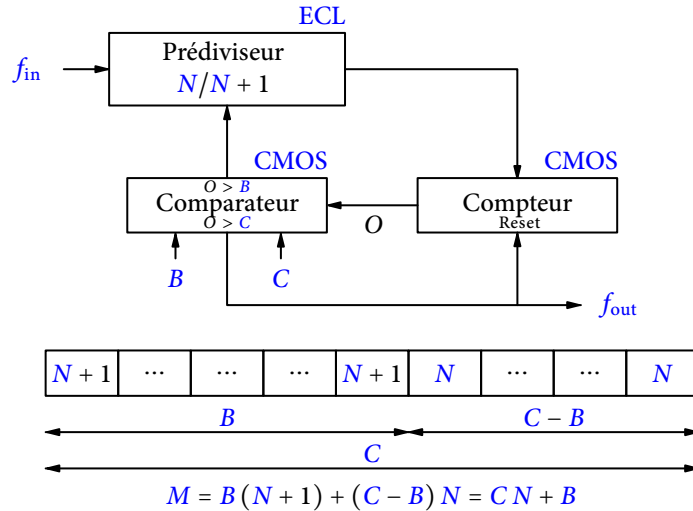 ECL
Prédiviseur
f_in
N/N + 1
CMOS
CMOS
O > B
Comparateur
O > C
O
Compteur
Reset
B
C
f_out
N + 1 ... ... ... N + 1 N ... ... N
B
C − B
C
M = B (N + 1) + (C − B) N = C N + B